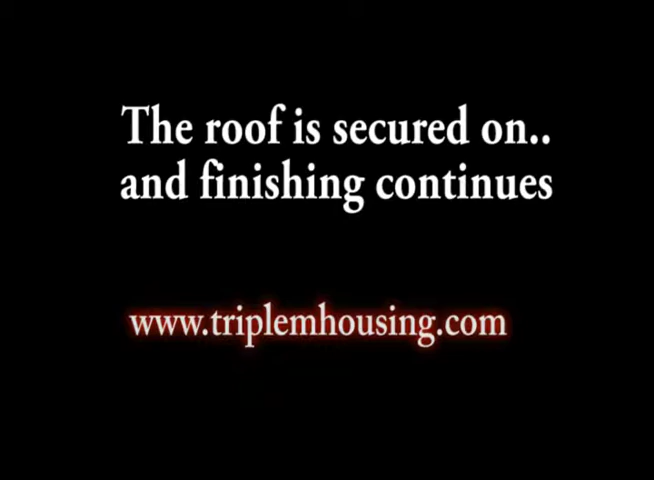 The roof is secured on..
and finishing continues
www.triplemhousing.com